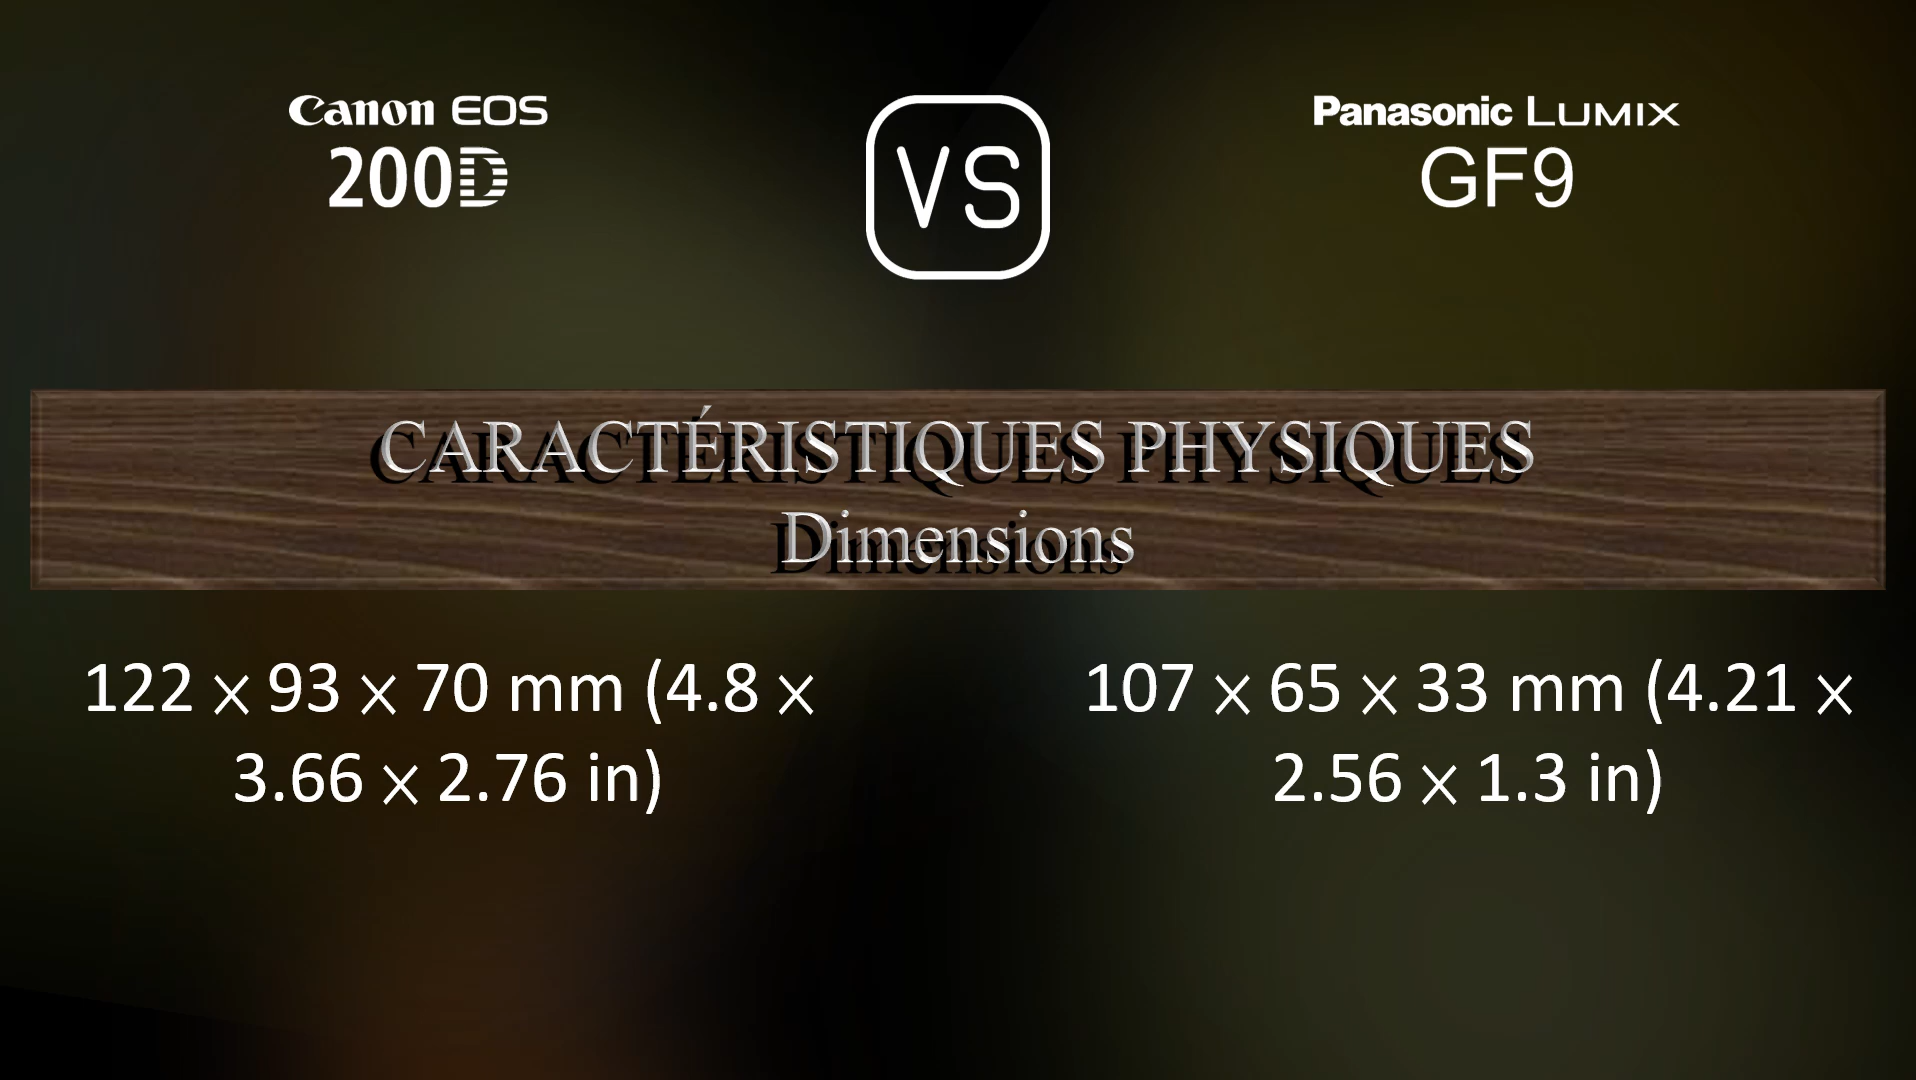 Canon EOS
200D
VS
Panasonic LUMIX
GF9
CARACTÉRISTIQUES PHYSIQUES
Dimensions
122 x 93 x 70 mm (4.8 x
3.66 x 2.76 in)
107 x 65 x 33 mm (4.21 x
2.56 x 1.3 in)